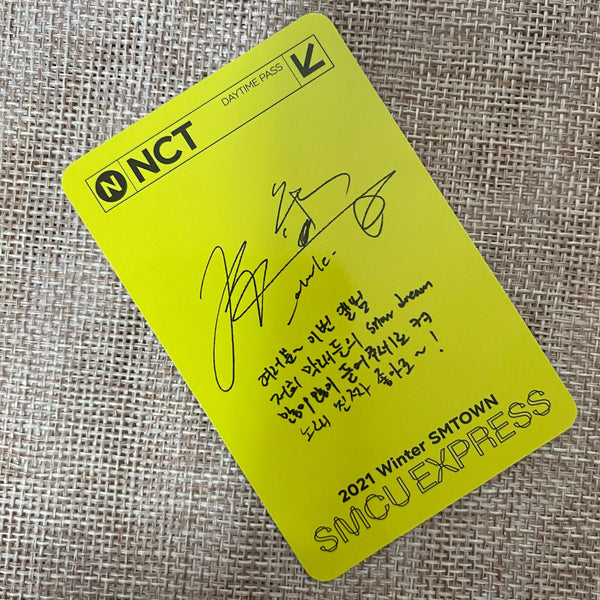 DAYTIME PASS
N NCT
여러분~ 이번 앨범
저희 막내들의 Star dream
많이 많이 들어주세요 ㅋㅋ
노래 진짜 좋아요~!
2021 Winter SMTOWN
SMCU EXPRESS